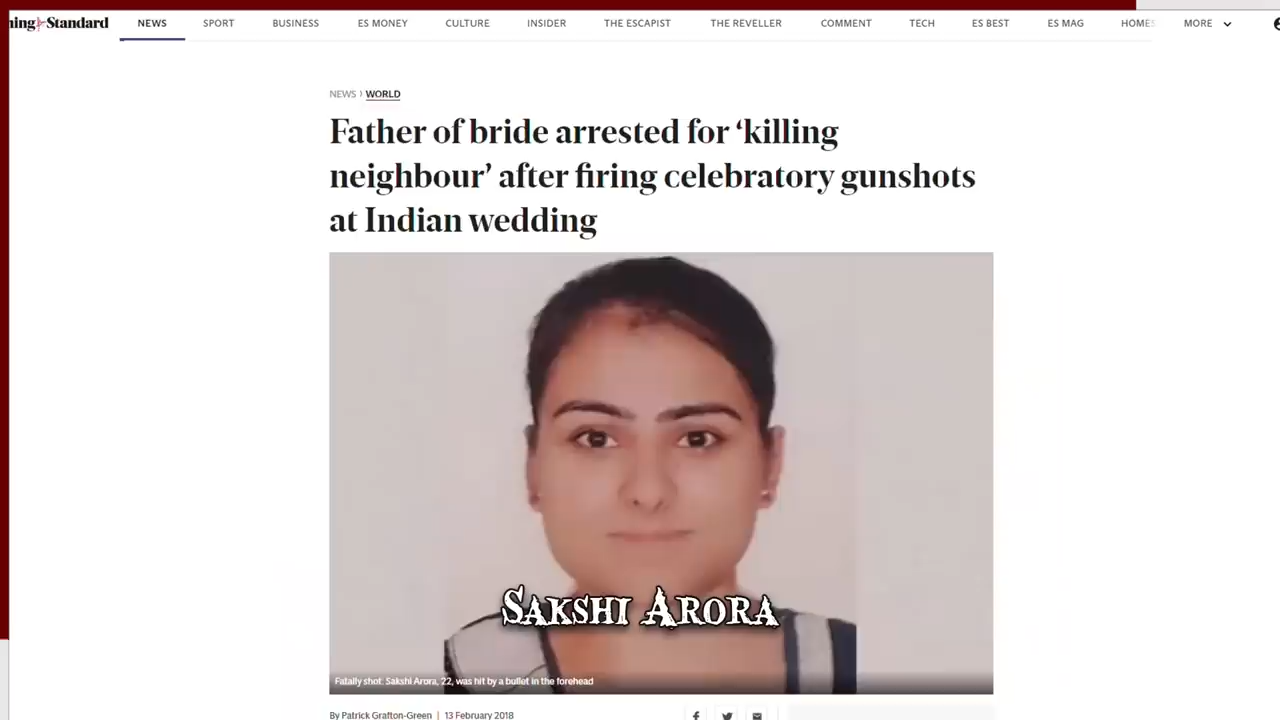 ning Standard NEWS SPORT BUSINESS ES MONEY CULTURE INSIDER THE ESCAPIST THE REVELLER COMMENT TECH ES BEST ES MAG HOMES MORE
NEWS › WORLD
Father of bride arrested for ‘killing
neighbour’ after firing celebratory gunshots
at Indian wedding
SAKSHI ARORA
Fatally shot: Sakshi Arora, 22, was hit by a bullet in the forehead
By Patrick Grafton-Green | 13 February 2018